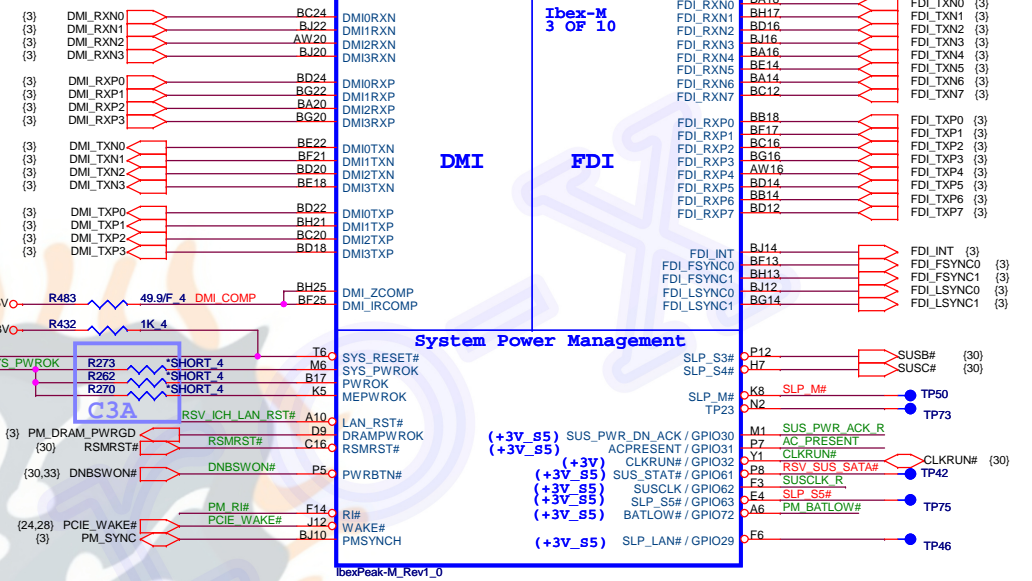 {3} DMI_RXN0 BC24 DMI0RXN
{3} DMI_RXN1 BJ22 DMI1RXN
{3} DMI_RXN2 AW20 DMI2RXN
{3} DMI_RXN3 BJ20 DMI3RXN
{3} DMI_RXP0 BD24 DMI0RXP
{3} DMI_RXP1 BG22 DMI1RXP
{3} DMI_RXP2 BA20 DMI2RXP
{3} DMI_RXP3 BG20 DMI3RXP
{3} DMI_TXN0 BE22 DMI0TXN
{3} DMI_TXN1 BF21 DMI1TXN
{3} DMI_TXN2 BD20 DMI2TXN
{3} DMI_TXN3 BE18 DMI3TXN
{3} DMI_TXP0 BD22 DMI0TXP
{3} DMI_TXP1 BH21 DMI1TXP
{3} DMI_TXP2 BC20 DMI2TXP
{3} DMI_TXP3 BD18 DMI3TXP
BH25 DMI_ZCOMP
R483 49.9/F_4 DMI_COMP BF25 DMI_IRCOMP
R432 1K_4
Ibex-M
3 OF 10
DMI
FDI
FDI_RXN0 FDI_TXN0 {3}
FDI_RXN1 BH17 FDI_TXN1 {3}
FDI_RXN2 BD16 FDI_TXN2 {3}
FDI_RXN3 BJ16 FDI_TXN3 {3}
FDI_RXN4 BA16 FDI_TXN4 {3}
FDI_RXN5 BE14 FDI_TXN5 {3}
FDI_RXN6 BA14 FDI_TXN6 {3}
FDI_RXN7 BC12 FDI_TXN7 {3}
FDI_RXP0 BB18 FDI_TXP0 {3}
FDI_RXP1 BF17 FDI_TXP1 {3}
FDI_RXP2 BC16 FDI_TXP2 {3}
FDI_RXP3 BG16 FDI_TXP3 {3}
FDI_RXP4 AW16 FDI_TXP4 {3}
FDI_RXP5 BD14 FDI_TXP5 {3}
FDI_RXP6 BB14 FDI_TXP6 {3}
FDI_RXP7 BD12 FDI_TXP7 {3}
FDI_INT BJ14 FDI_INT {3}
FDI_FSYNC0 BF13 FDI_FSYNC0 {3}
FDI_FSYNC1 BH13 FDI_FSYNC1 {3}
FDI_LSYNC0 BJ12 FDI_LSYNC0 {3}
FDI_LSYNC1 BG14 FDI_LSYNC1 {3}
System Power Management
T6 SYS_RESET#
R273 *SHORT_4 M6 SYS_PWROK
R262 *SHORT_4 B17 PWROK
R270 *SHORT_4 K5 MEPWROK
C3A
RSV_ICH_LAN_RST# A10 LAN_RST#
{3} PM_DRAM_PWRGD D9 DRAMPWROK
{30} RSMRST# RSMRST# C16 RSMRST#
{30,33} DNBSWON# DNBSWON# P5 PWRBTN#
PM_RI# F14 RI#
{24,28} PCIE_WAKE# PCIE_WAKE# J12 WAKE#
{3} PM_SYNC BJ10 PMSYNCH
SLP_S3# P12 SUSB# {30}
SLP_S4# H7 SUSC# {30}
SLP_M# K8 SLP_M# TP50
TP23 N2 TP73
(+3V_S5) SUS_PWR_DN_ACK / GPIO30 M1 SUS_PWR_ACK_R
(+3V_S5) ACPRESENT / GPIO31 P7 AC_PRESENT
(+3V) CLKRUN# / GPIO32 Y1 CLKRUN# CLKRUN# {30}
(+3V_S5) SUS_STAT# / GPIO61 P8 RSV_SUS_SATA# TP42
(+3V_S5) SUSCLK / GPIO62 F3 SUSCLK_R
(+3V_S5) SLP_S5# / GPIO63 E4 SLP_S5# TP75
(+3V_S5) BATLOW# / GPIO72 A6 PM_BATLOW#
(+3V_S5) SLP_LAN# / GPIO29 F6 TP46
IbexPeak-M_Rev1_0